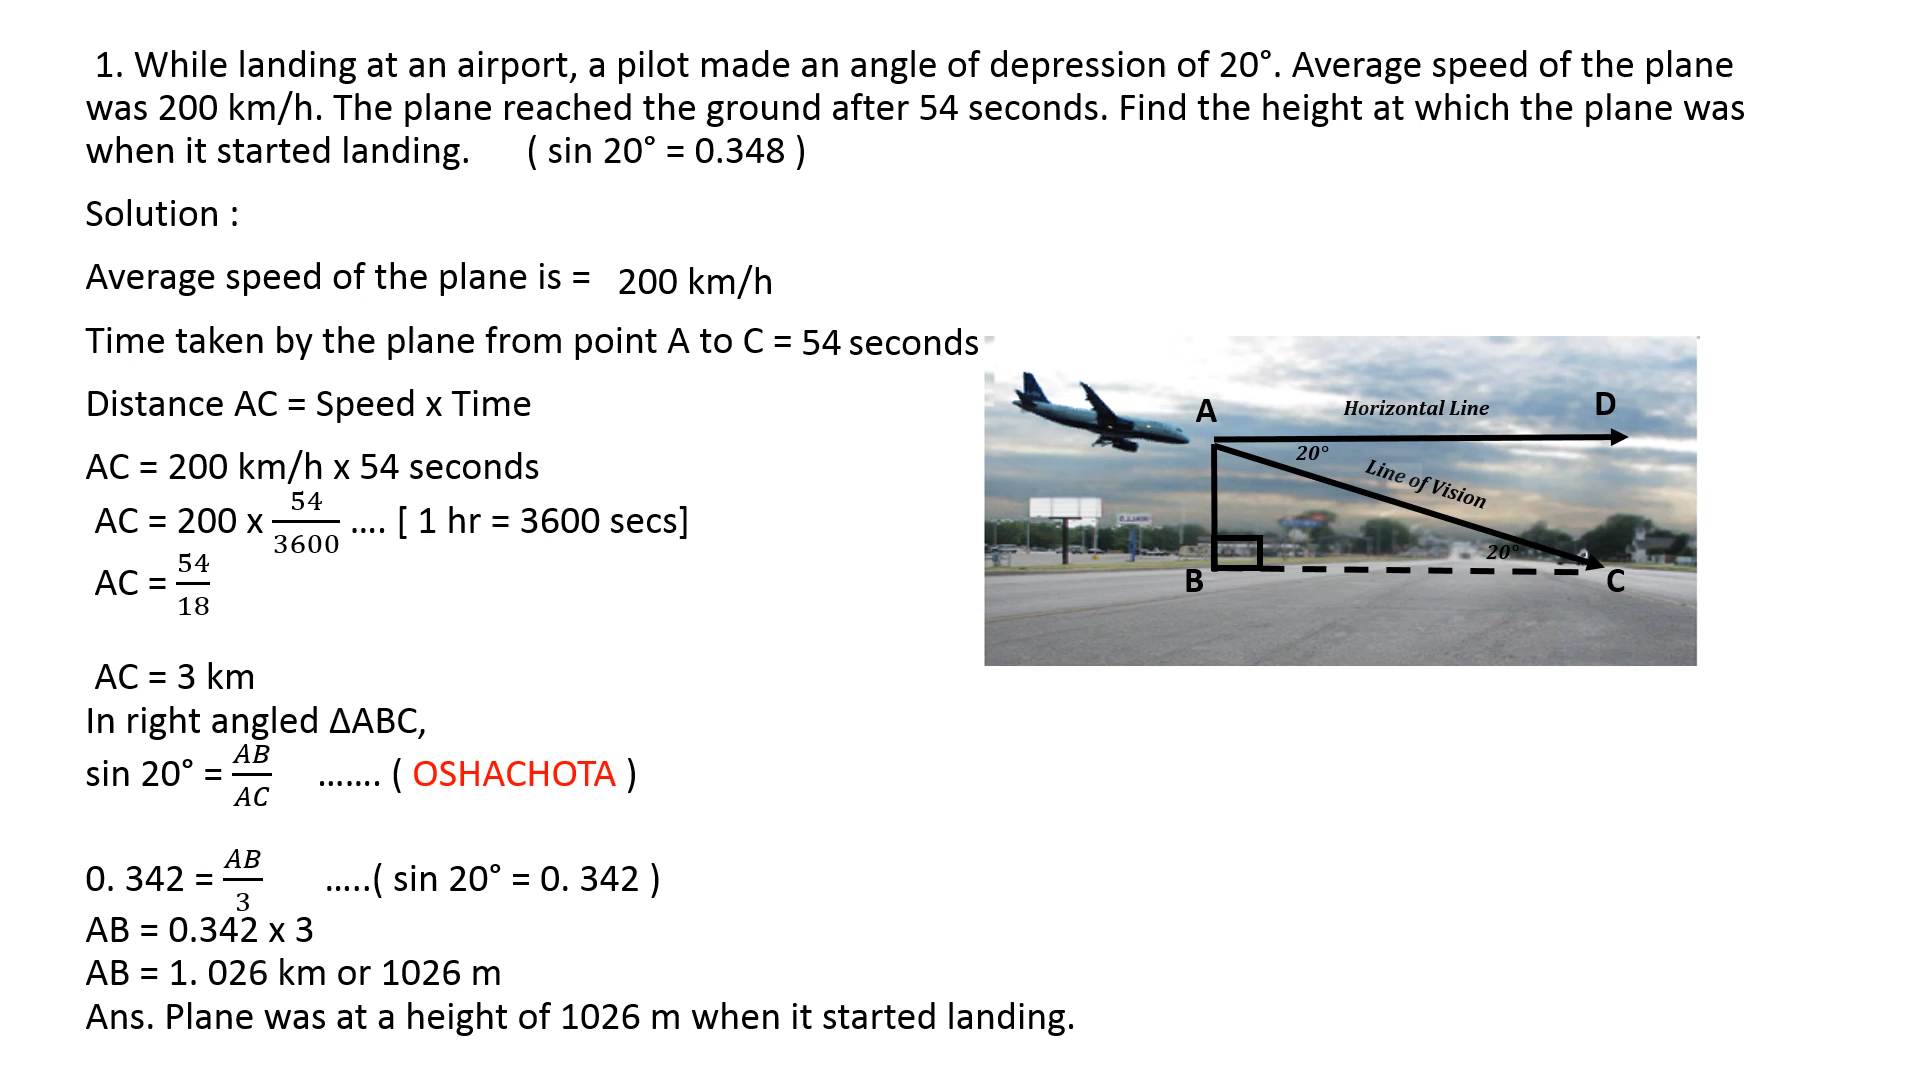 1. While landing at an airport, a pilot made an angle of depression of 20°. Average speed of the plane
was 200 km/h. The plane reached the ground after 54 seconds. Find the height at which the plane was
when it started landing. ( sin 20° = 0.348 )
Solution :
Average speed of the plane is = 200 km/h
Time taken by the plane from point A to C = 54 seconds
Distance AC = Speed x Time
AC = 200 km/h x 54 seconds
AC = 200 x 54/3600 .... [ 1 hr = 3600 secs]
AC = 54/18
AC = 3 km
In right angled ΔABC,
sin 20° = AB/AC ....... ( OSHACHOTA )
0. 342 = AB/3 .....( sin 20° = 0. 342 )
AB = 0.342 x 3
AB = 1. 026 km or 1026 m
Ans. Plane was at a height of 1026 m when it started landing.
A
Horizontal Line
D
20°
Line of Vision
20°
B
C